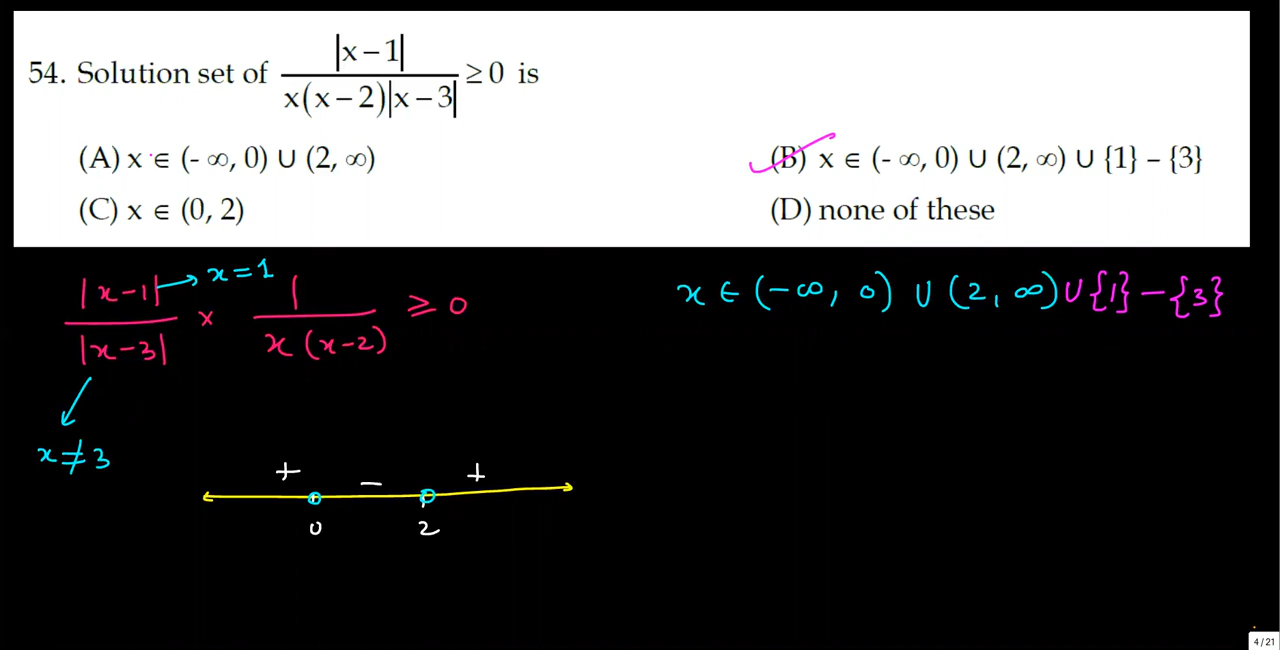 54. Solution set of |x − 1| / x(x − 2)|x − 3| ≥ 0 is
(A) x ∈ (- ∞, 0) ∪ (2, ∞)
(B) x ∈ (- ∞, 0) ∪ (2, ∞) ∪ {1} − {3}
(C) x ∈ (0, 2)
(D) none of these
|x−1| / |x−3| × 1 / x(x−2) ≥ 0
x=1
x ∈ (−∞, 0) ∪ (2, ∞) ∪ {1} − {3}
x≠3
+ − +
0 2
4 / 21